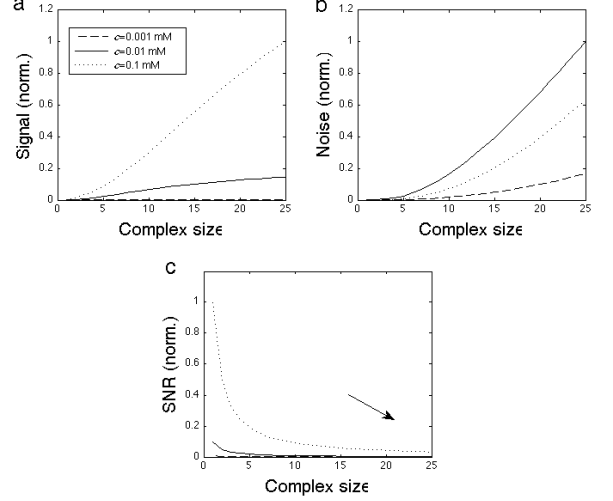 a
1.2
1
0.8
0.6
0.4
0.2
0
0 5 10 15 20 25
Signal (norm.)
Complex size
c=0.001 mM
c=0.01 mM
c=0.1 mM
b
1.2
1
0.8
0.6
0.4
0.2
0
0 5 10 15 20 25
Noise (norm.)
Complex size
c
1
0.8
0.6
0.4
0.2
0
0 5 10 15 20 25
SNR (norm.)
Complex size